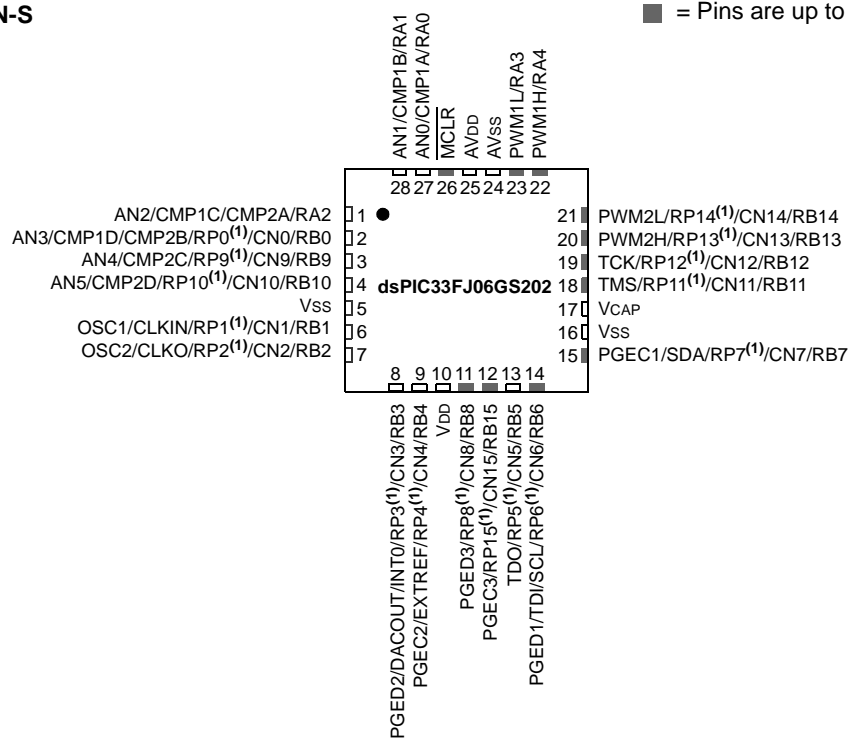 N-S
= Pins are up to
AN1/CMP1B/RA1
AN0/CMP1A/RA0
MCLR
AVDD
AVSS
PWM1L/RA3
PWM1H/RA4
28 27 26 25 24 23 22
AN2/CMP1C/CMP2A/RA2 1
AN3/CMP1D/CMP2B/RP0(1)/CN0/RB0 2
AN4/CMP2C/RP9(1)/CN9/RB9 3
AN5/CMP2D/RP10(1)/CN10/RB10 4
VSS 5
OSC1/CLKIN/RP1(1)/CN1/RB1 6
OSC2/CLKO/RP2(1)/CN2/RB2 7
dsPIC33FJ06GS202
21 PWM2L/RP14(1)/CN14/RB14
20 PWM2H/RP13(1)/CN13/RB13
19 TCK/RP12(1)/CN12/RB12
18 TMS/RP11(1)/CN11/RB11
17 VCAP
16 VSS
15 PGEC1/SDA/RP7(1)/CN7/RB7
8 9 10 11 12 13 14
PGED2/DACOUT/INT0/RP3(1)/CN3/RB3
PGEC2/EXTREF/RP4(1)/CN4/RB4
VDD
PGED3/RP8(1)/CN8/RB8
PGEC3/RP15(1)/CN15/RB15
TDO/RP5(1)/CN5/RB5
PGED1/TDI/SCL/RP6(1)/CN6/RB6